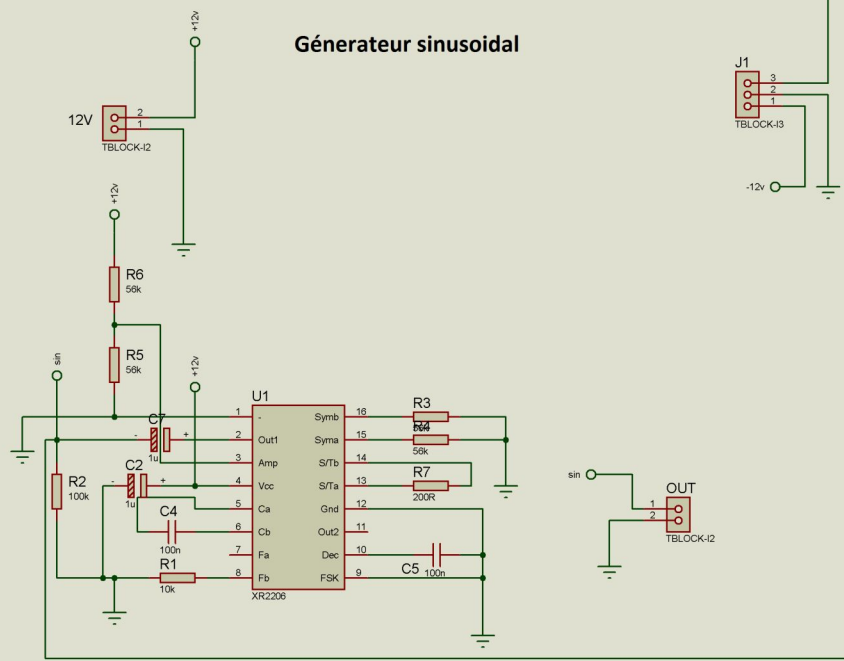 Génerateur sinusoidal
+12v
12V
2
1
TBLOCK-I2
J1
3
2
1
TBLOCK-I3
-12v
+12v
R6
56k
R5
56k
sin
+12v
U1
C7
-
+
1u
C2
-
+
1u
R2
100k
C4
100n
R1
10k
1
-
2
Out1
3
Amp
4
Vcc
5
Ca
6
Cb
7
Fa
8
Fb
Symb
16
Syma
15
S/Tb
14
S/Ta
13
Gnd
12
Out2
11
Dec
10
FSK
9
XR2206
R3
R4
56k
R7
200R
C5
100n
sin
OUT
1
2
TBLOCK-I2